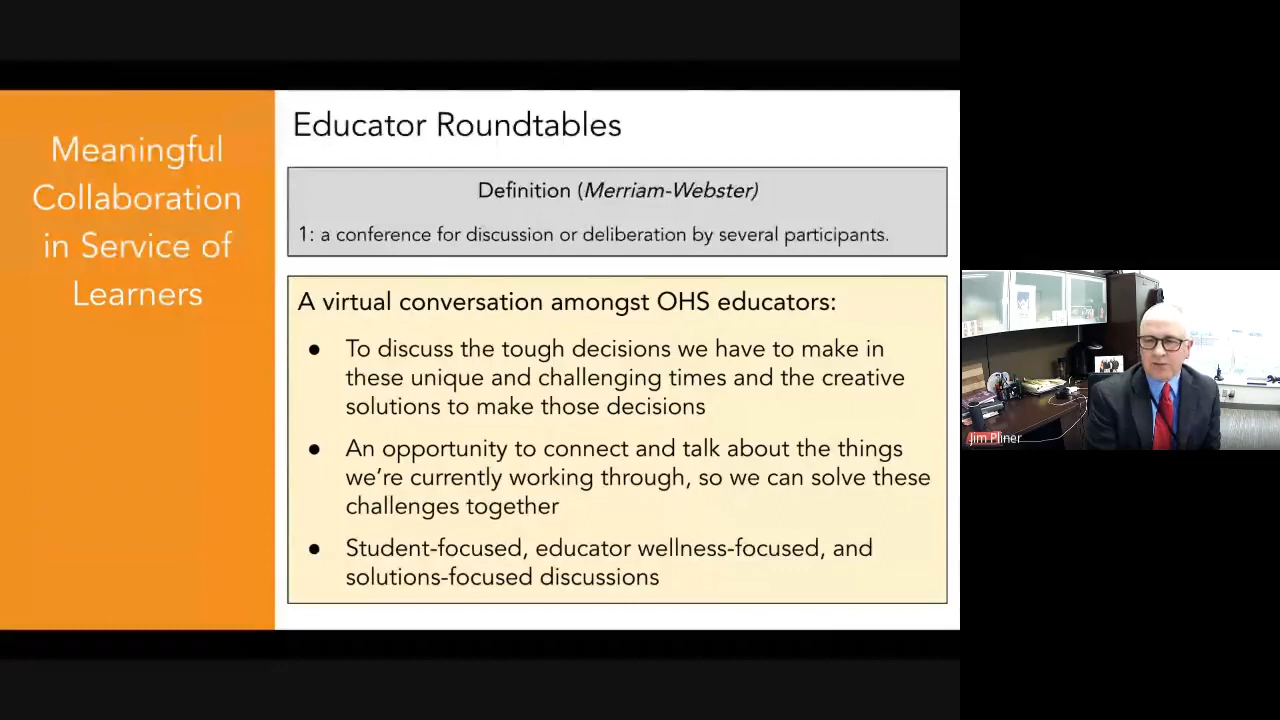 Meaningful
Collaboration
in Service of
Learners
Educator Roundtables
Definition (Merriam-Webster)
1: a conference for discussion or deliberation by several participants.
A virtual conversation amongst OHS educators:
● To discuss the tough decisions we have to make in
these unique and challenging times and the creative
solutions to make those decisions
● An opportunity to connect and talk about the things
we’re currently working through, so we can solve these
challenges together
● Student-focused, educator wellness-focused, and
solutions-focused discussions
Jim Pliner